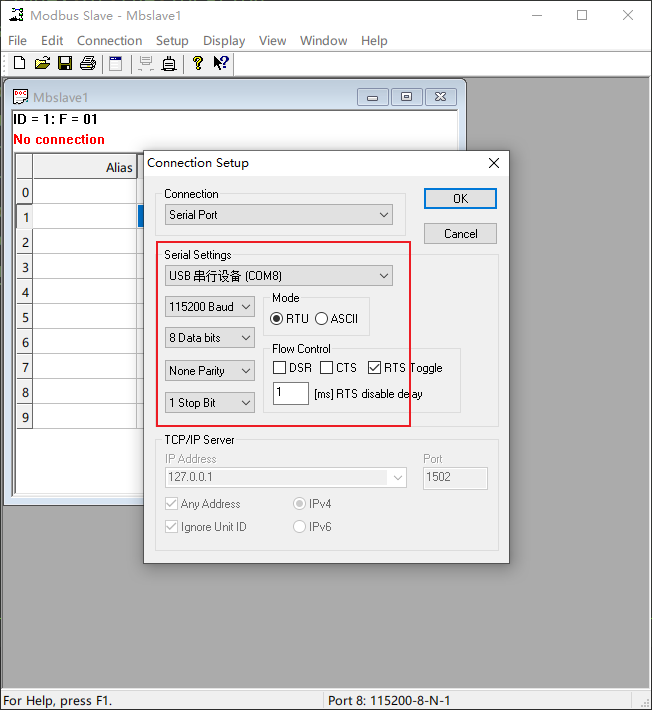 Modbus Slave - Mbslave1
File Edit Connection Setup Display View Window Help
Mbslave1
ID = 1: F = 01
No connection
Alias
0
1
2
3
4
5
6
7
8
9
Connection Setup
Connection
Serial Port
OK
Cancel
Serial Settings
USB 串行设备 (COM8)
115200 Baud
8 Data bits
None Parity
1 Stop Bit
Mode
RTU ASCII
Flow Control
DSR CTS RTS Toggle
1 [ms] RTS disable delay
TCP/IP Server
IP Address Port
127.0.0.1 1502
Any Address IPv4
Ignore Unit ID IPv6
For Help, press F1. Port 8: 115200-8-N-1